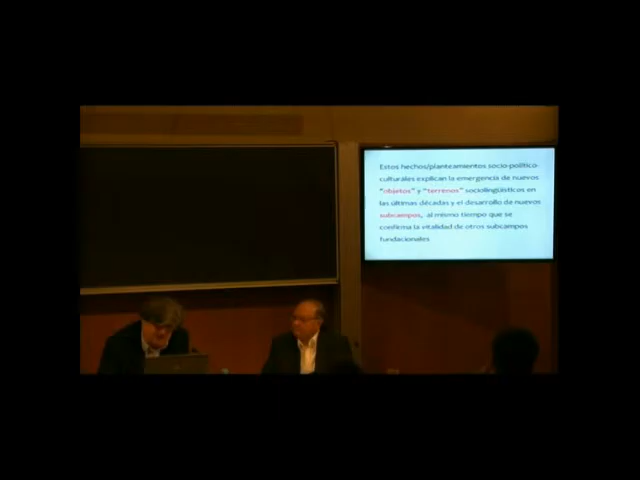 Estos hechos/planteamientos socio-político-
culturales explican la emergencia de nuevos
"objetos" y "terrenos" sociolingüísticos en
las últimas décadas y el desarrollo de nuevos
subcampos, al mismo tiempo que se
confirma la vitalidad de otros subcampos
fundacionales